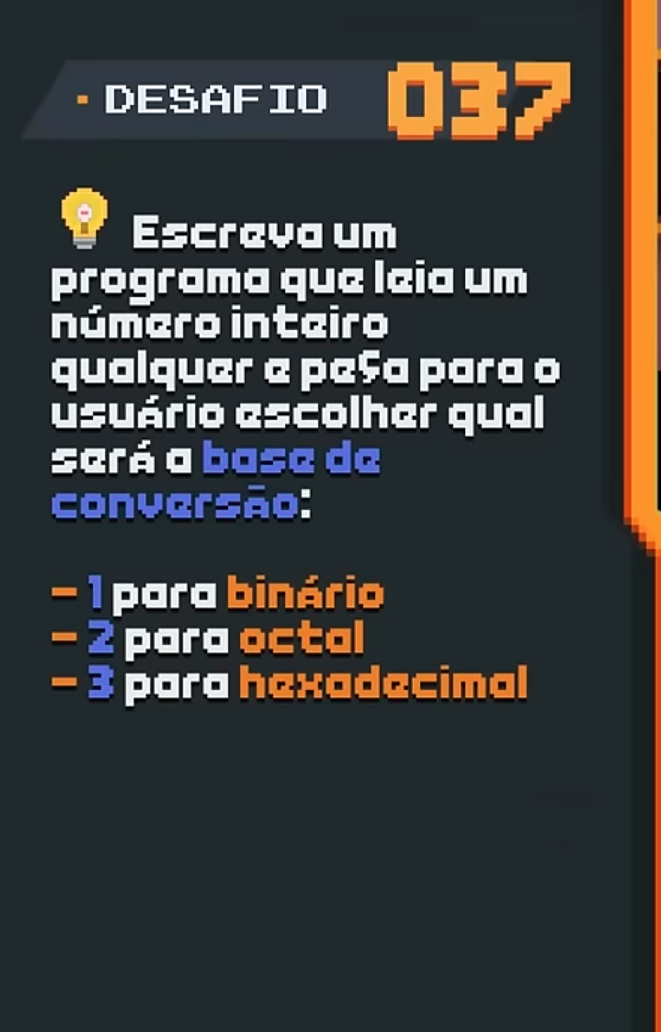 DESAFIO 037
Escreva um
programa que leia um
número inteiro
qualquer e peça para o
usuário escolher qual
será a base de
conversão:
- 1 para binário
- 2 para octal
- 3 para hexadecimal